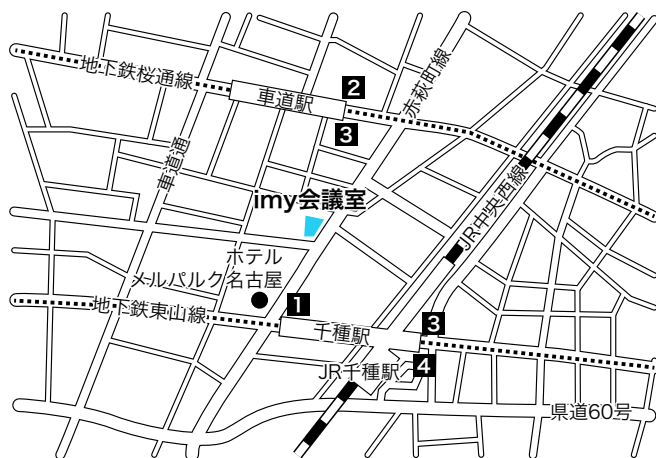 地下鉄桜通線
車道駅
2
3
赤萩町線
車道通
imy会議室
JR中央西線
ホテル
メルパルク名古屋
地下鉄東山線
1
千種駅
3
JR千種駅
4
県道60号